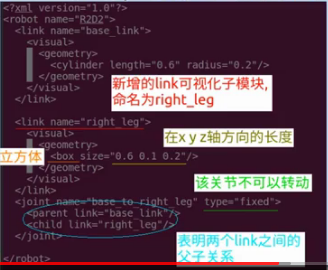 <?xml version="1.0"?>
<robot name="R2D2">
<link name="base_link">
<visual>
<geometry>
<cylinder length="0.6" radius="0.2"/>
</geometry>
</visual>
</link>
新增的link可视化子模块,
命名为right_leg
<link name="right_leg">
<visual>
在x y z轴方向的长度
<geometry>
立方体
<box size="0.6 0.1 0.2"/>
</geometry>
</visual>
该关节不可以转动
</link>
<joint name="base_to_right_leg" type="fixed">
<parent link="base_link"/>
<child link="right_leg"/>
</joint>
表明两个link之间的
父子关系
</robot>